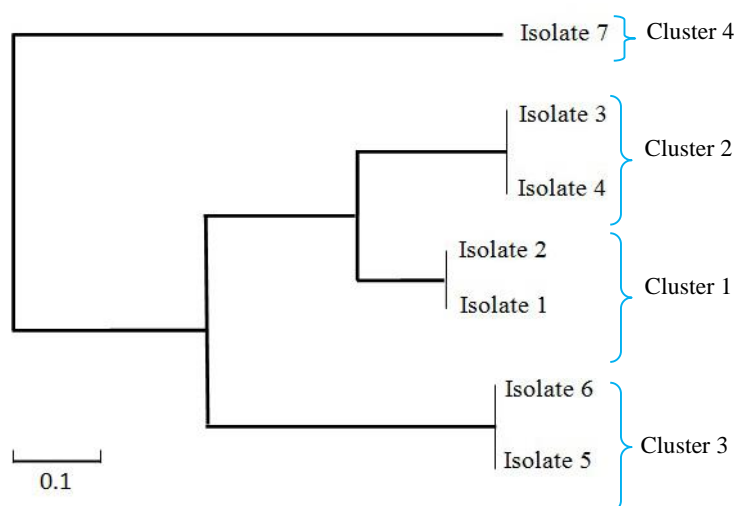 Isolate 7 Cluster 4
Isolate 3
Cluster 2
Isolate 4
Isolate 2
Cluster 1
Isolate 1
Isolate 6
Cluster 3
Isolate 5
0.1